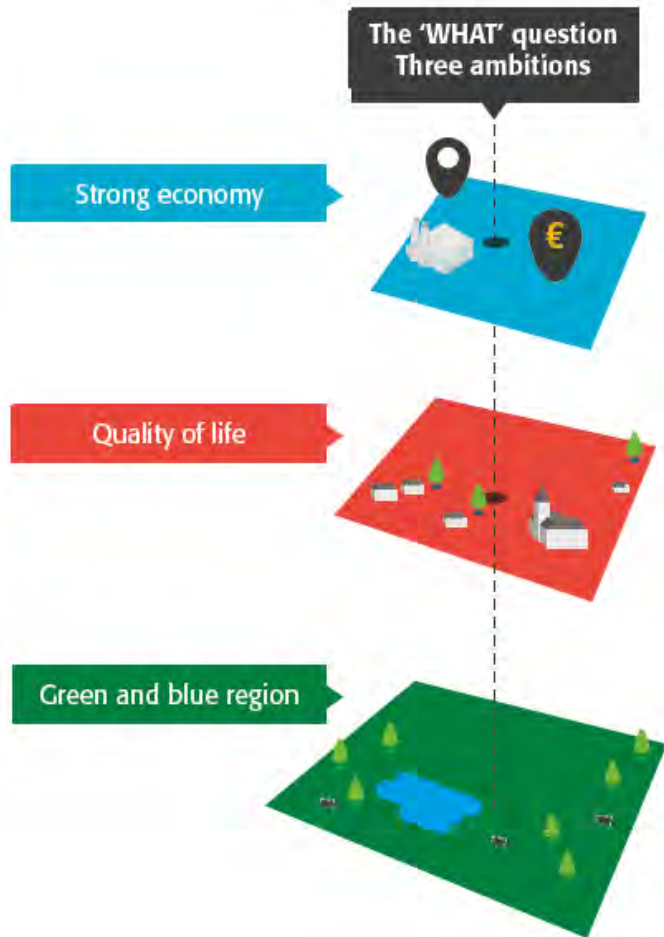 The ‘WHAT’ question
Three ambitions
Strong economy
€
Quality of life
Green and blue region